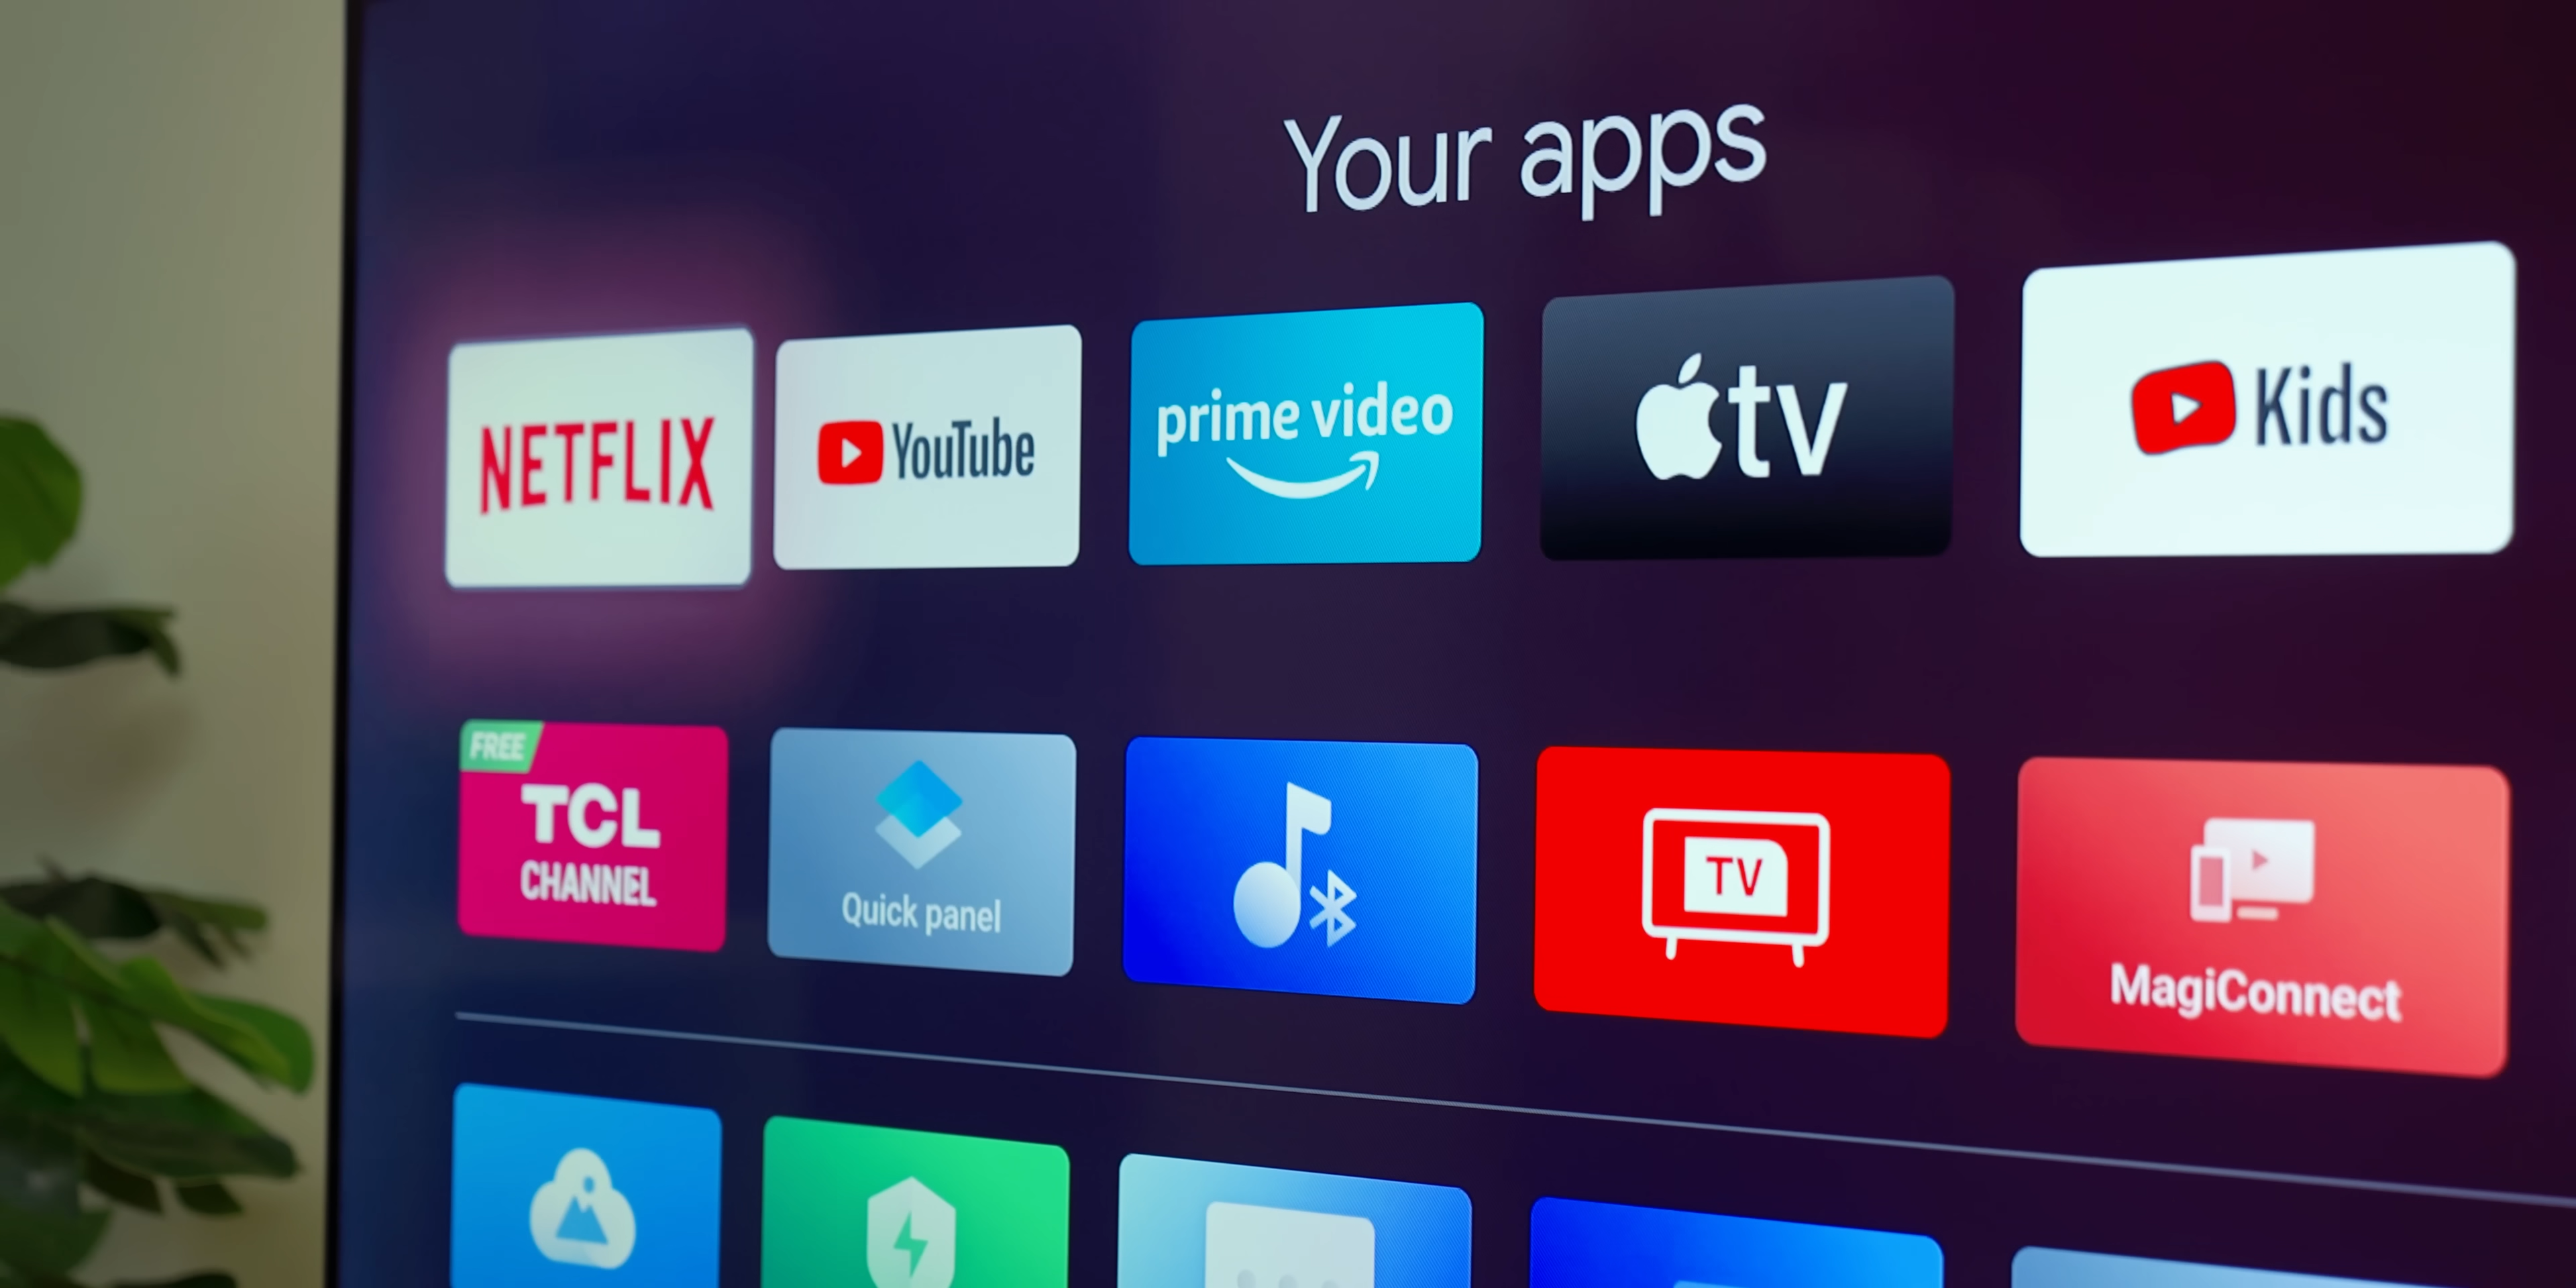 Your apps
NETFLIX
YouTube
prime video
tv
Kids
FREE
TCL
CHANNEL
Quick panel
TV
MagiConnect